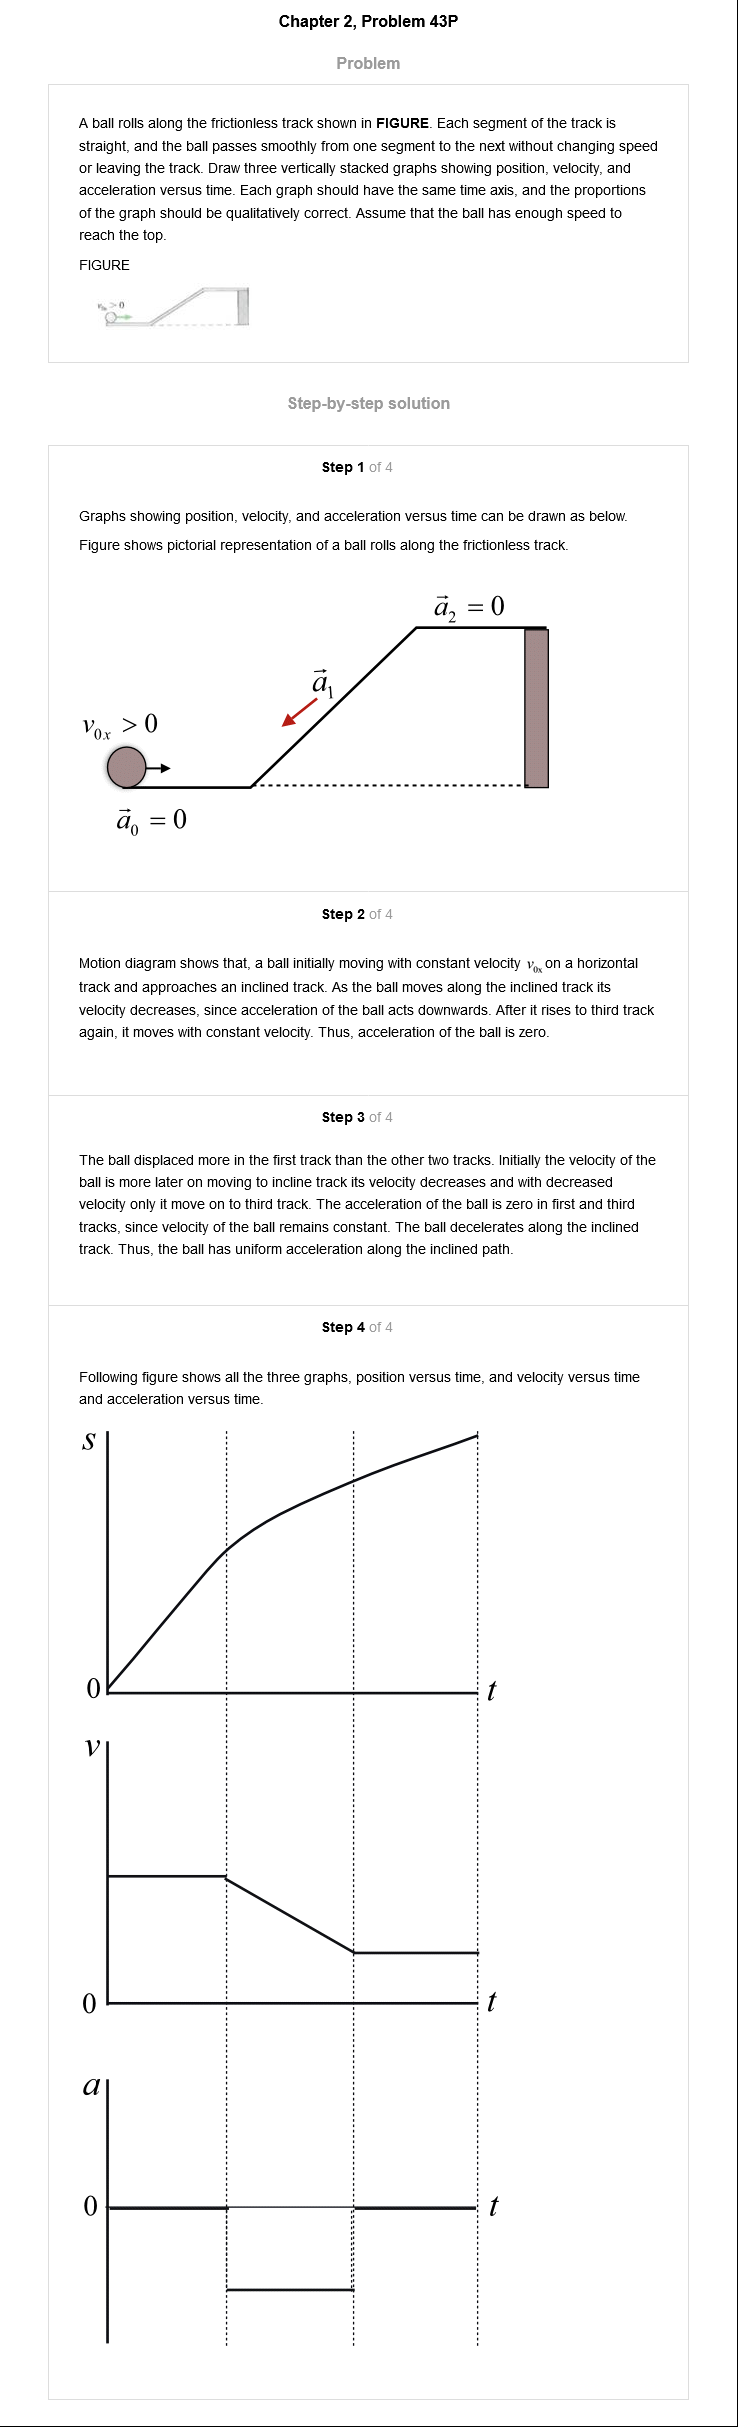 Chapter 2, Problem 43P
Problem
A ball rolls along the frictionless track shown in FIGURE. Each segment of the track is
straight, and the ball passes smoothly from one segment to the next without changing speed
or leaving the track. Draw three vertically stacked graphs showing position, velocity, and
acceleration versus time. Each graph should have the same time axis, and the proportions
of the graph should be qualitatively correct. Assume that the ball has enough speed to
reach the top.
FIGURE
v₀ₓ > 0
Step-by-step solution
Step 1 of 4
Graphs showing position, velocity, and acceleration versus time can be drawn as below.
Figure shows pictorial representation of a ball rolls along the frictionless track.
a⃗₂ = 0
a⃗₁
v₀ₓ > 0
a⃗₀ = 0
Step 2 of 4
Motion diagram shows that, a ball initially moving with constant velocity v₀ₓ on a horizontal
track and approaches an inclined track. As the ball moves along the inclined track its
velocity decreases, since acceleration of the ball acts downwards. After it rises to third track
again, it moves with constant velocity. Thus, acceleration of the ball is zero.
Step 3 of 4
The ball displaced more in the first track than the other two tracks. Initially the velocity of the
ball is more later on moving to incline track its velocity decreases and with decreased
velocity only it move on to third track. The acceleration of the ball is zero in first and third
tracks, since velocity of the ball remains constant. The ball decelerates along the inclined
track. Thus, the ball has uniform acceleration along the inclined path.
Step 4 of 4
Following figure shows all the three graphs, position versus time, and velocity versus time
and acceleration versus time.
s
0
t
v
0
t
a
0
t